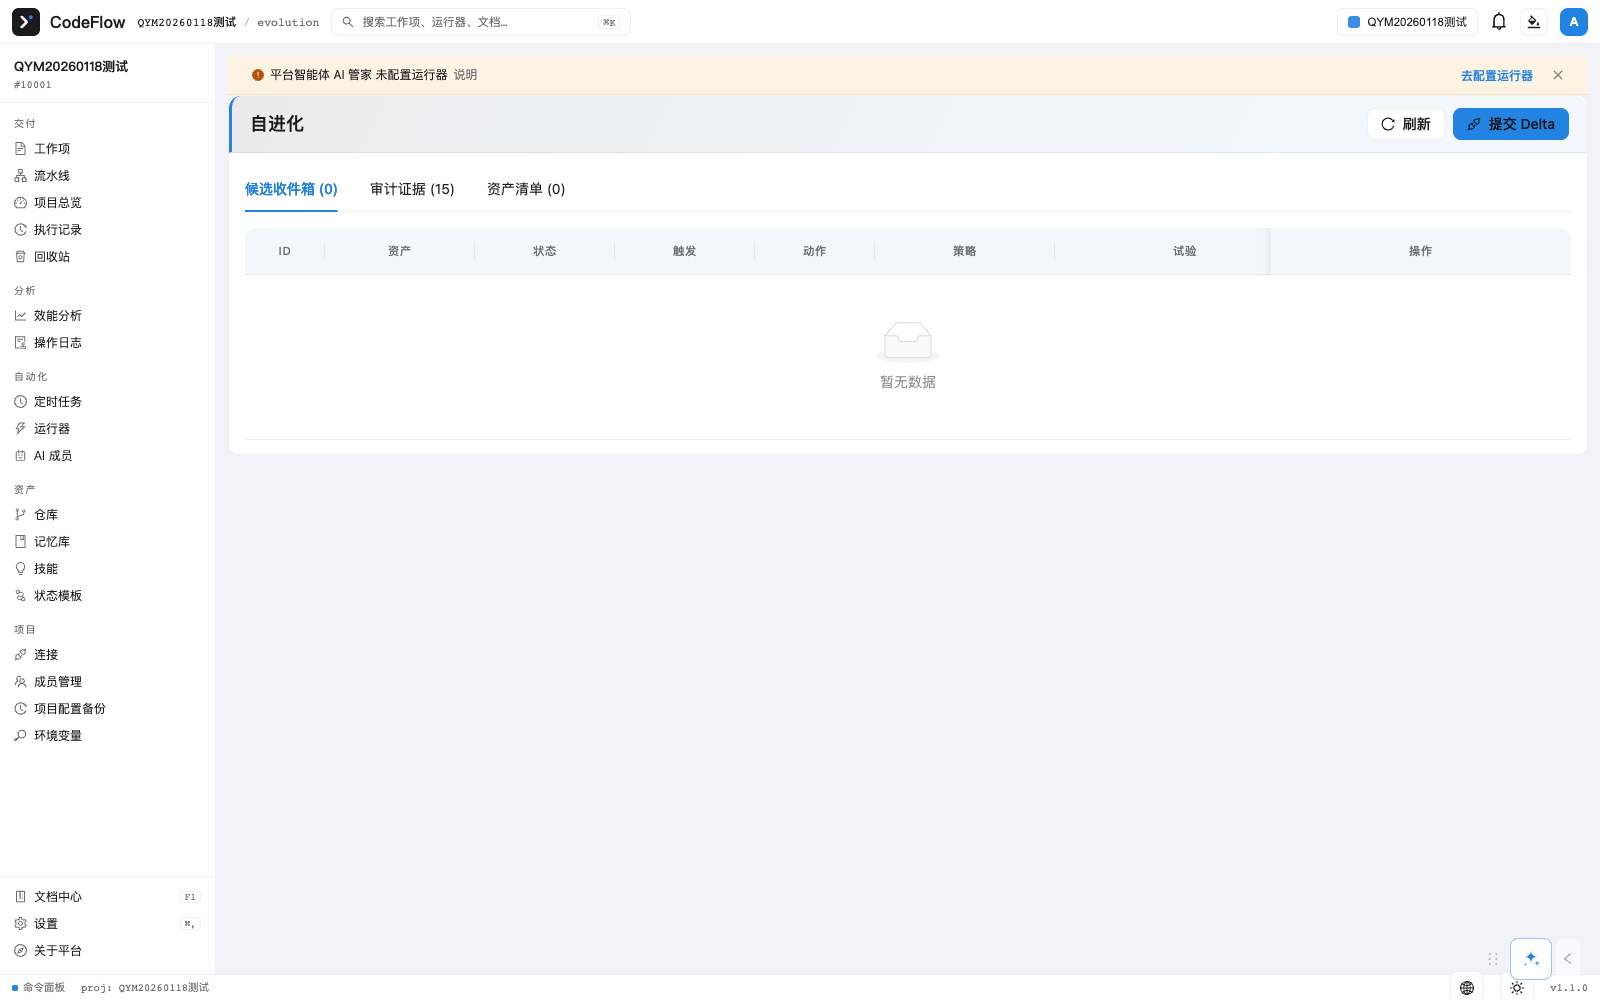 CodeFlow QYM20260118测试 / evolution 搜索工作项、运行器、文档... ⌘K QYM20260118测试 A
QYM20260118测试
#10001
交付
工作项
流水线
项目总览
执行记录
回收站
分析
效能分析
操作日志
自动化
定时任务
运行器
AI 成员
资产
仓库
记忆库
技能
状态模板
项目
连接
成员管理
项目配置备份
环境变量
文档中心 F1
设置 ⌘,
关于平台
平台智能体 AI 管家 未配置运行器 说明 去配置运行器
自进化 刷新 提交 Delta
候选收件箱 (0) 审计证据 (15) 资产清单 (0)
ID 资产 状态 触发 动作 策略 试验 操作
暂无数据
命令面板 proj: QYM20260118测试 v1.1.0